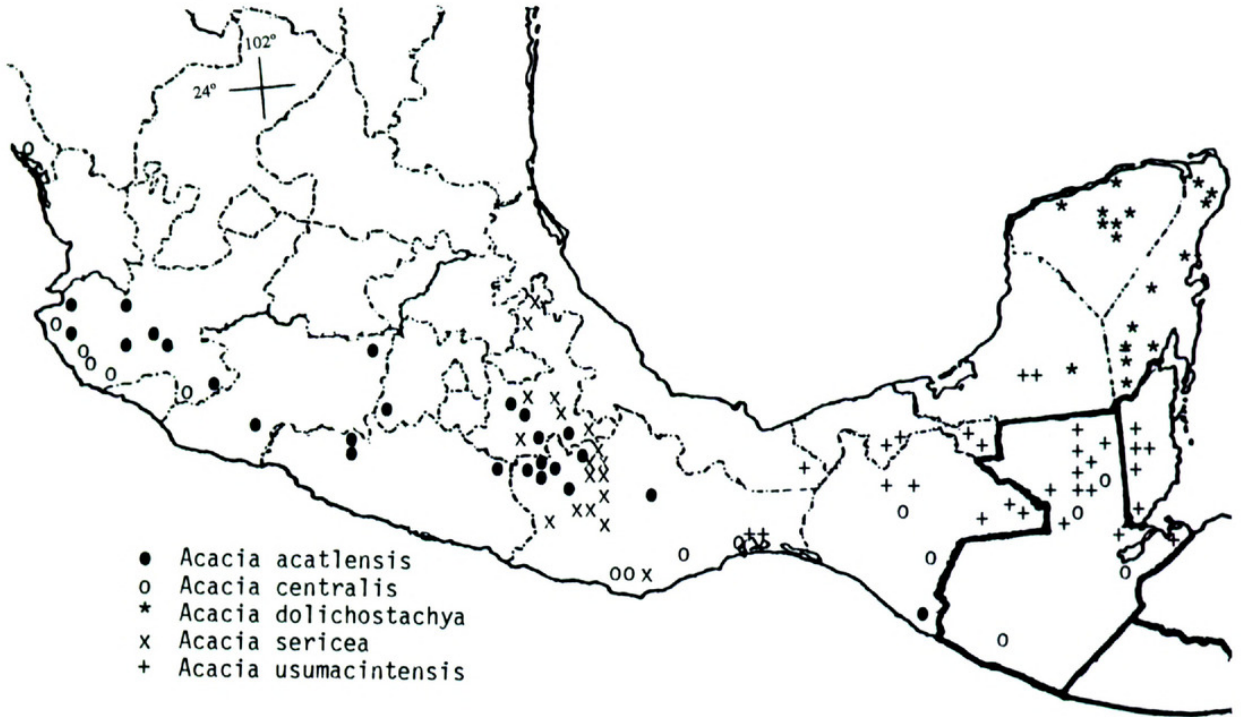 102°
24°
● Acacia acatlensis
o Acacia centralis
* Acacia dolichostachya
x Acacia sericea
+ Acacia usumacintensis